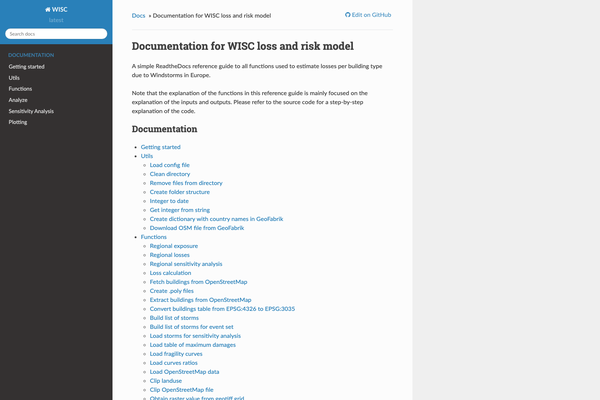 WISC
latest
Search docs
DOCUMENTATION
Getting started
Utils
Functions
Analyze
Sensitivity Analysis
Plotting
Docs » Documentation for WISC loss and risk model
Edit on GitHub
Documentation for WISC loss and risk model
A simple ReadtheDocs reference guide to all functions used to estimate losses per building type
due to Windstorms in Europe.
Note that the explanation of the functions in this reference guide is mainly focused on the
explanation of the inputs and outputs. Please refer to the source code for a step-by-step
explanation of the code.
Documentation
Getting started
Utils
Load config file
Clean directory
Remove files from directory
Create folder structure
Integer to date
Get integer from string
Create dictionary with country names in GeoFabrik
Download OSM file from GeoFabrik
Functions
Regional exposure
Regional losses
Regional sensitivity analysis
Loss calculation
Fetch buildings from OpenStreetMap
Create .poly files
Extract buildings from OpenStreetMap
Convert buildings table from EPSG:4326 to EPSG:3035
Build list of storms
Build list of storms for event set
Load storms for sensitivity analysis
Load table of maximum damages
Load fragility curves
Load curves ratios
Load OpenStreetMap data
Clip landuse
Clip OpenStreetMap file
Obtain raster value from geotiff grid